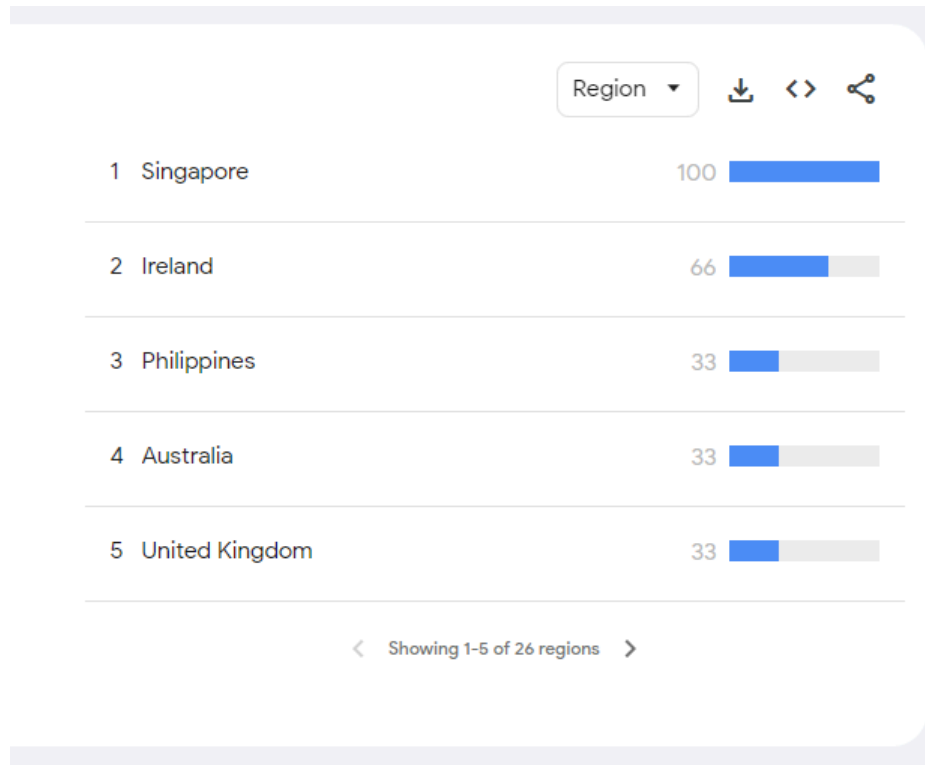 Region
1 Singapore 100
2 Ireland 66
3 Philippines 33
4 Australia 33
5 United Kingdom 33
Showing 1-5 of 26 regions